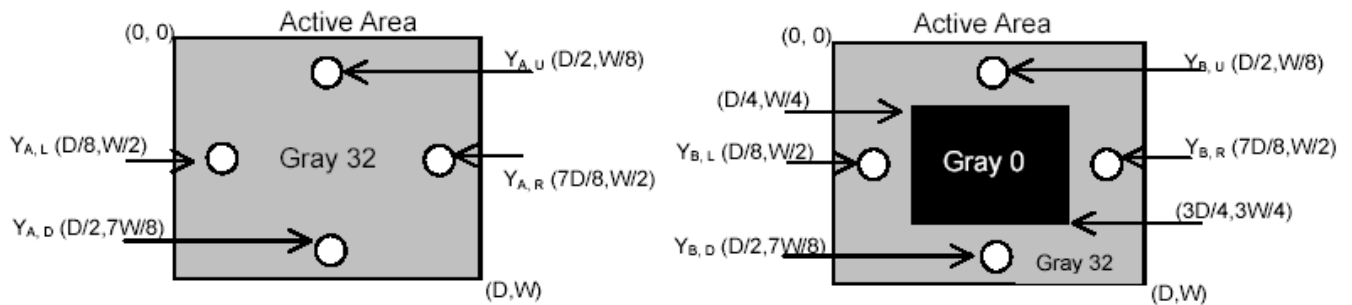 Active Area
(0, 0)
Y_A, U (D/2,W/8)
Y_A, L (D/8,W/2)
Gray 32
Y_A, R (7D/8,W/2)
Y_A, D (D/2,7W/8)
(D,W)
Active Area
(0, 0)
Y_B, U (D/2,W/8)
(D/4,W/4)
Y_B, L (D/8,W/2)
Gray 0
Y_B, R (7D/8,W/2)
(3D/4,3W/4)
Y_B, D (D/2,7W/8)
Gray 32
(D,W)